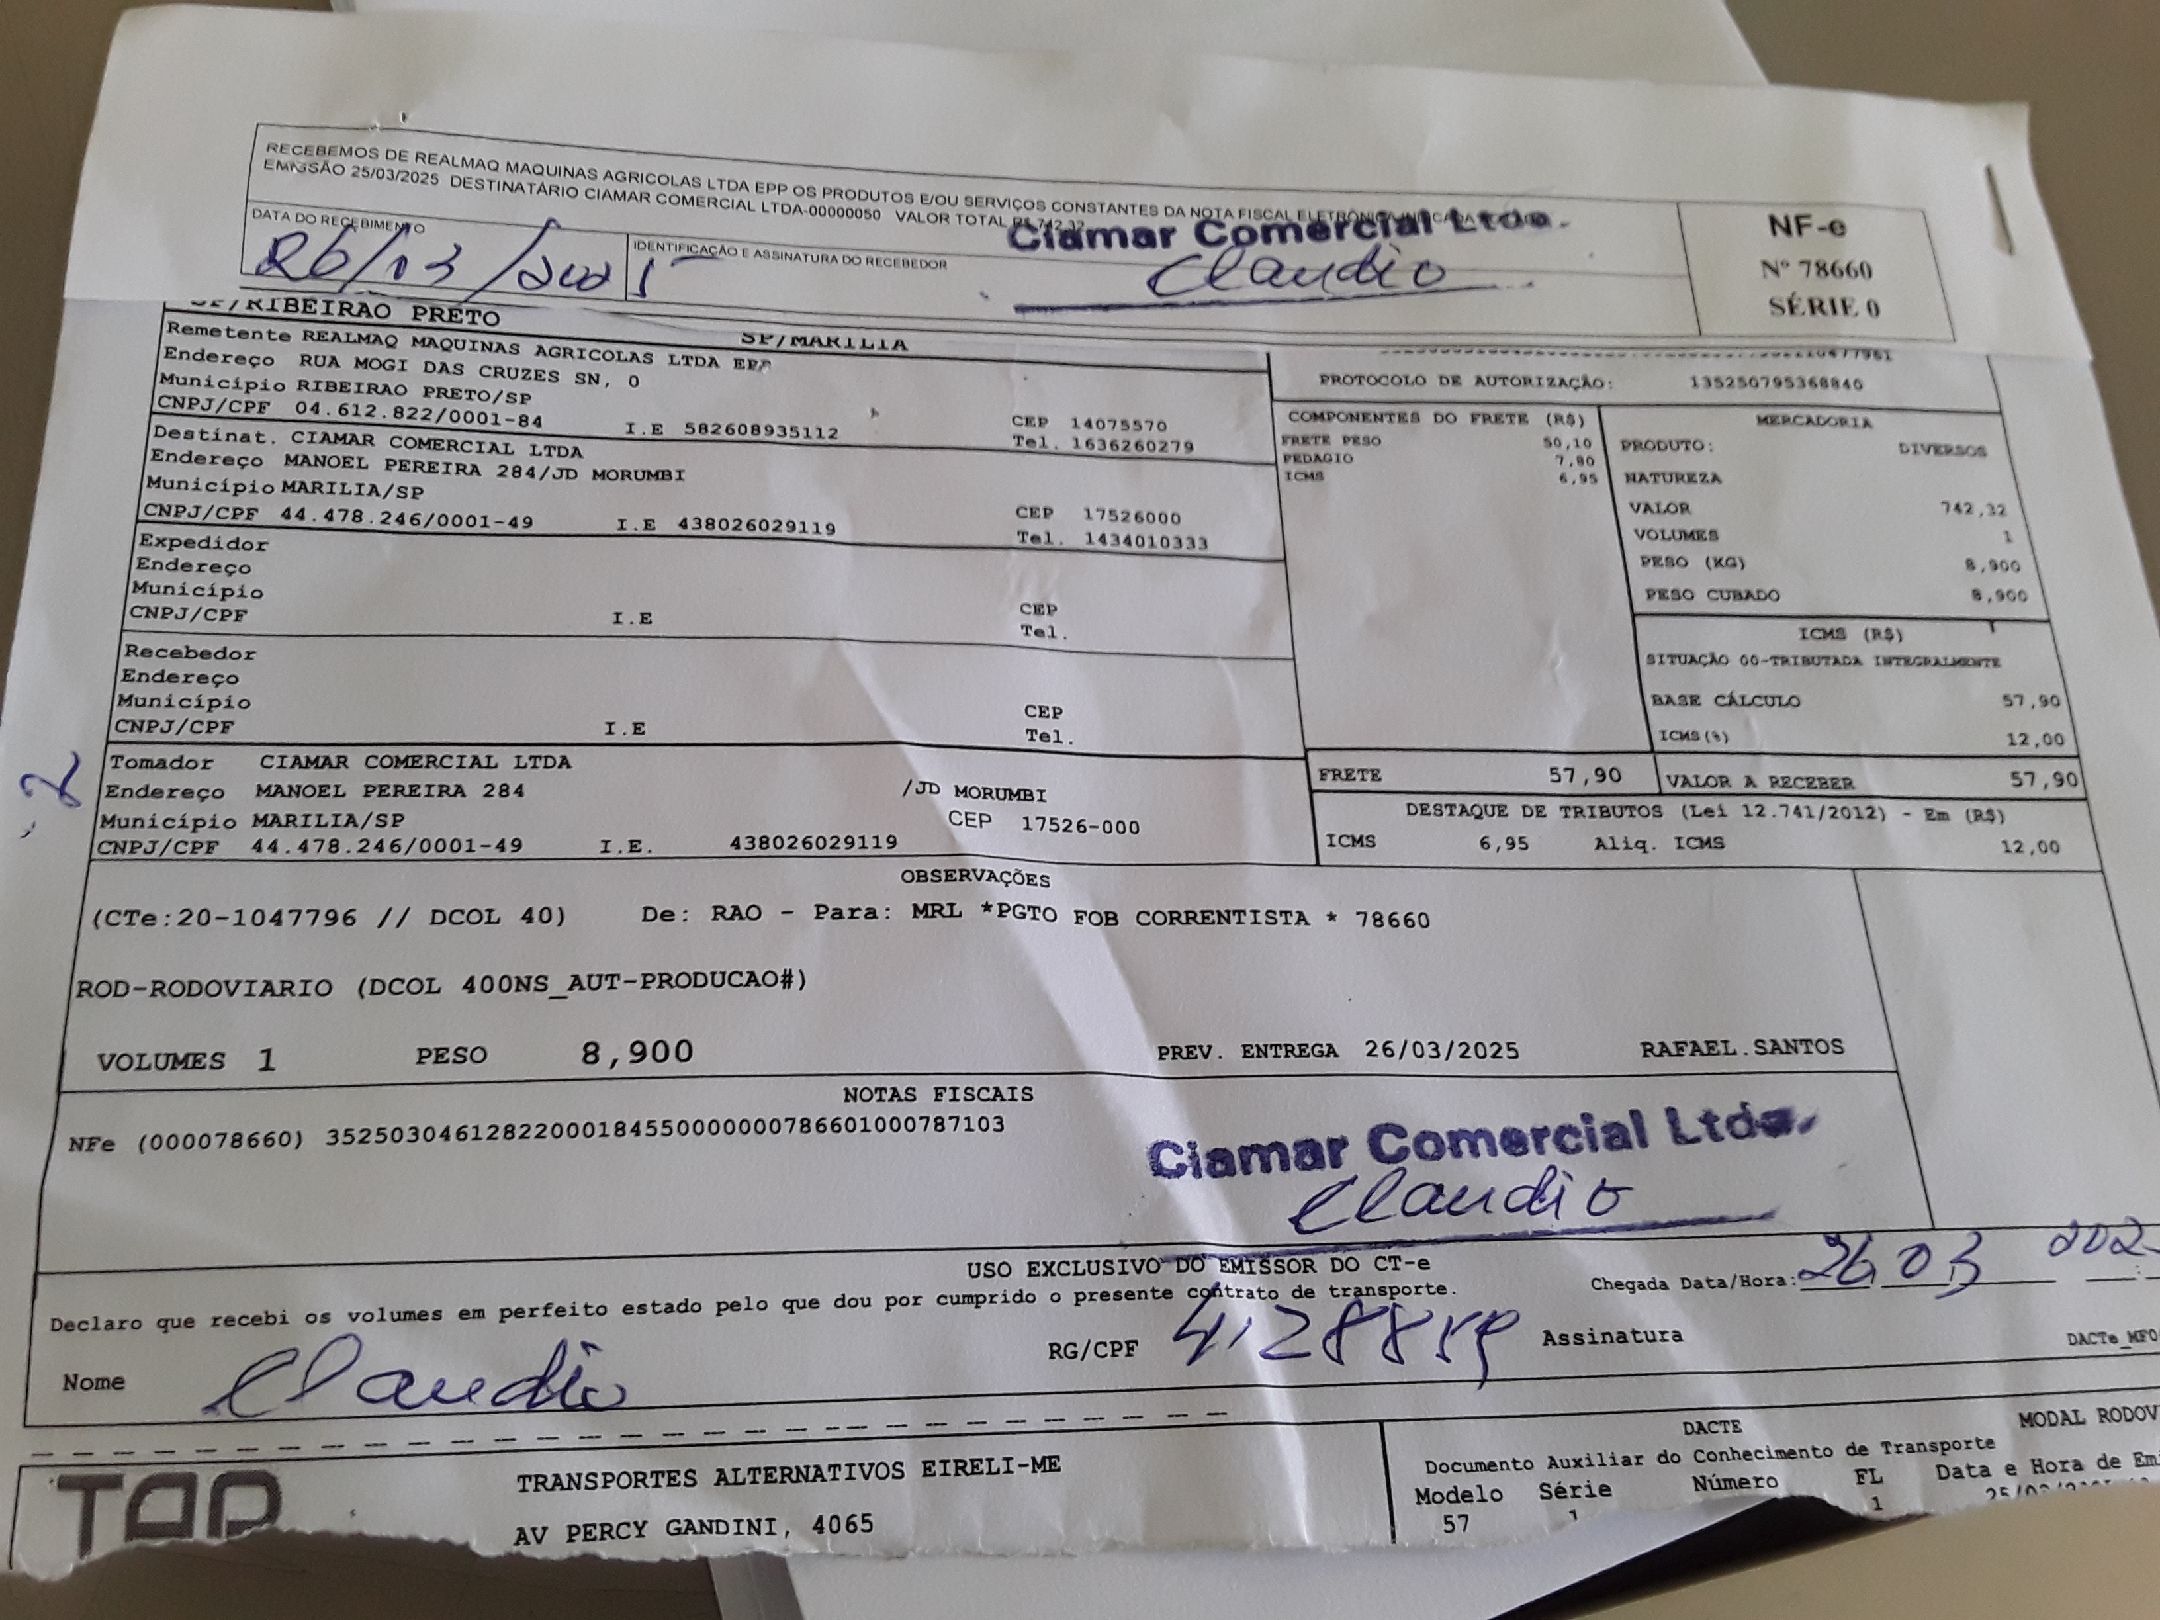 RECEBEMOS DE REALMAQ MAQUINAS AGRICOLAS LTDA EPP OS PRODUTOS E/OU SERVIÇOS CONSTANTES DA NOTA FISCAL ELETRÔNICA
EMISSÃO 25/03/2025 DESTINATÁRIO CIAMAR COMERCIAL LTDA-00000050 VALOR TOTAL R$ 742,32
Ciamar Comercial Ltda.
DATA DO RECEBIMENTO
IDENTIFICAÇÃO E ASSINATURA DO RECEBEDOR
26/03/202
Claudio
NF-e
Nº 78660
SÉRIE 0
SP/RIBEIRAO PRETO
SP/MARILIA
Remetente REALMAQ MAQUINAS AGRICOLAS LTDA EPP
Endereço RUA MOGI DAS CRUZES SN, 0
Município RIBEIRAO PRETO/SP
CEP 14075570
CNPJ/CPF 04.612.822/0001-84 I.E 582608935112 Tel. 1636260279
Destinat. CIAMAR COMERCIAL LTDA
Endereço MANOEL PEREIRA 284/JD MORUMBI
Município MARILIA/SP
CEP 17526000
CNPJ/CPF 44.478.246/0001-49 I.E 438026029119 Tel. 1434010333
Expedidor
Endereço
Município
CEP
CNPJ/CPF I.E Tel.
Recebedor
Endereço
Município
CEP
CNPJ/CPF I.E Tel.
Tomador CIAMAR COMERCIAL LTDA
Endereço MANOEL PEREIRA 284 /JD MORUMBI
Município MARILIA/SP CEP 17526-000
CNPJ/CPF 44.478.246/0001-49 I.E. 438026029119
PROTOCOLO DE AUTORIZAÇÃO: 135250795368840
COMPONENTES DO FRETE (R$)
FRETE PESO 50,10
PEDAGIO 7,80
ICMS 6,95
MERCADORIA
PRODUTO: DIVERSOS
NATUREZA
VALOR 742,32
VOLUMES 1
PESO (KG) 8,900
PESO CUBADO 8,900
ICMS (R$)
SITUAÇÃO 00-TRIBUTADA INTEGRALMENTE
BASE CÁLCULO 57,90
ICMS(%) 12,00
FRETE 57,90 VALOR A RECEBER 57,90
DESTAQUE DE TRIBUTOS (Lei 12.741/2012) - Em (R$)
ICMS 6,95 Aliq. ICMS 12,00
OBSERVAÇÕES
(CTe:20-1047796 // DCOL 40) De: RAO - Para: MRL *PGTO FOB CORRENTISTA * 78660
ROD-RODOVIARIO (DCOL 400NS_AUT-PRODUCAO#)
VOLUMES 1 PESO 8,900 PREV. ENTREGA 26/03/2025 RAFAEL.SANTOS
NOTAS FISCAIS
NFe (000078660) 35250304612822000184550000000786601000787103
Ciamar Comercial Ltda.
Claudio
USO EXCLUSIVO DO EMISSOR DO CT-e
Declaro que recebi os volumes em perfeito estado pelo que dou por cumprido o presente contrato de transporte.
Chegada Data/Hora: 26 03 202
Nome Claudio RG/CPF Assinatura
TRANSPORTES ALTERNATIVOS EIRELI-ME
AV PERCY GANDINI, 4065
DACTE
MODAL RODOV
Documento Auxiliar do Conhecimento de Transporte
Modelo Série Número FL Data e Hora de Emi
57 1 1